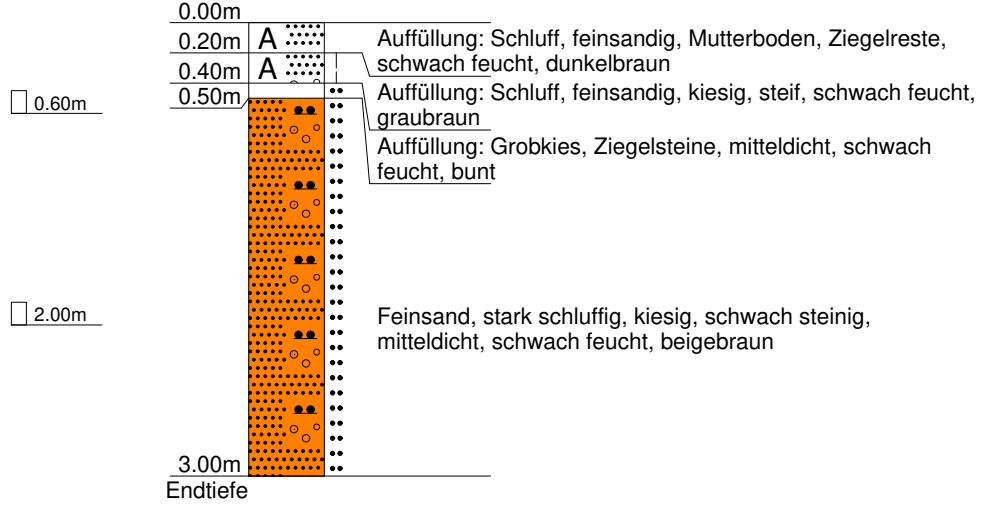 0.00m
0.20m A
Auffüllung: Schluff, feinsandig, Mutterboden, Ziegelreste,
schwach feucht, dunkelbraun
0.40m A
Auffüllung: Schluff, feinsandig, kiesig, steif, schwach feucht,
graubraun
0.50m
0.60m
Auffüllung: Grobkies, Ziegelsteine, mitteldicht, schwach
feucht, bunt
2.00m
Feinsand, stark schluffig, kiesig, schwach steinig,
mitteldicht, schwach feucht, beigebraun
3.00m
Endtiefe